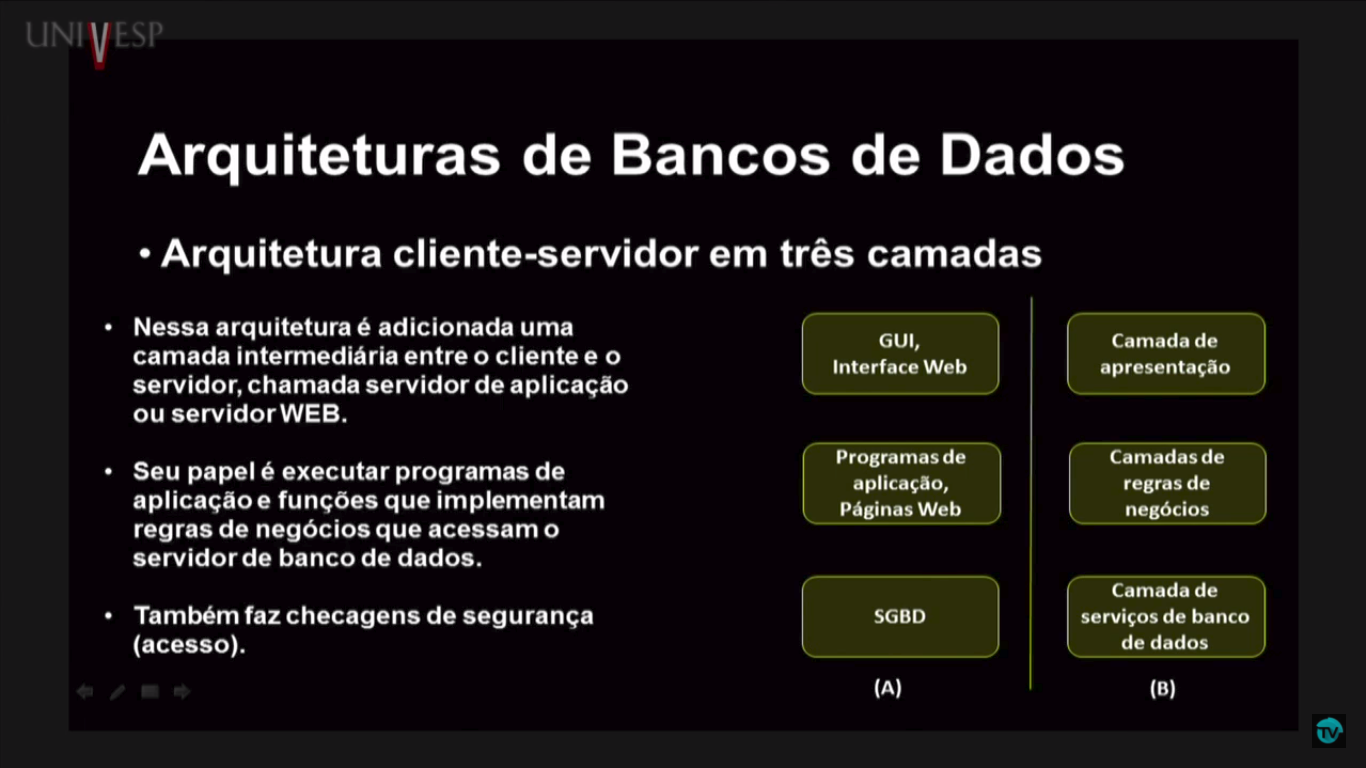 UNIVESP
Arquiteturas de Bancos de Dados
• Arquitetura cliente-servidor em três camadas
• Nessa arquitetura é adicionada uma
camada intermediária entre o cliente e o
servidor, chamada servidor de aplicação
ou servidor WEB.
• Seu papel é executar programas de
aplicação e funções que implementam
regras de negócios que acessam o
servidor de banco de dados.
• Também faz checagens de segurança
(acesso).
GUI,
Interface Web
Programas de
aplicação,
Páginas Web
SGBD
(A)
Camada de
apresentação
Camadas de
regras de
negócios
Camada de
serviços de banco
de dados
(B)
TV